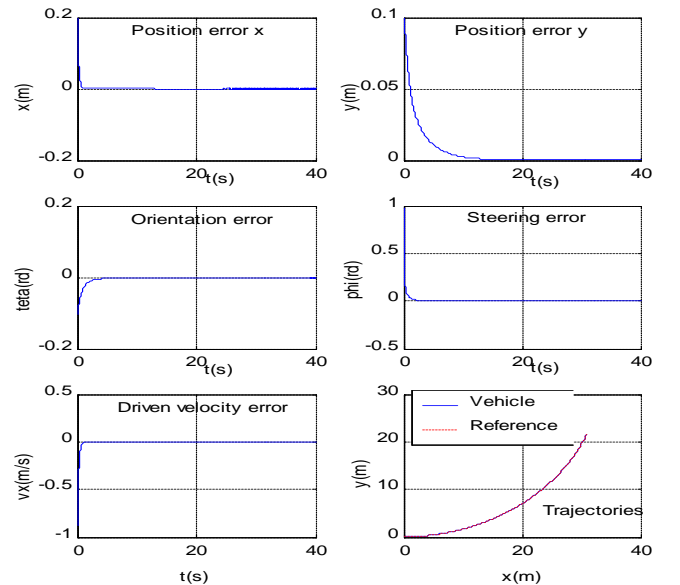 Position error x
0.2
0
-0.2
x(m)
0
20
40
t(s)
Position error y
0.1
0.05
0
y(m)
0
20
40
t(s)
Orientation error
0.2
0
-0.2
teta(rd)
0
20
40
t(s)
Steering error
1
0.5
0
-0.5
phi(rd)
0
20
40
t(s)
Driven velocity error
0.5
0
-0.5
-1
vx(m/s)
0
20
40
t(s)
Vehicle
Reference
30
20
10
0
y(m)
Trajectories
0
20
40
x(m)